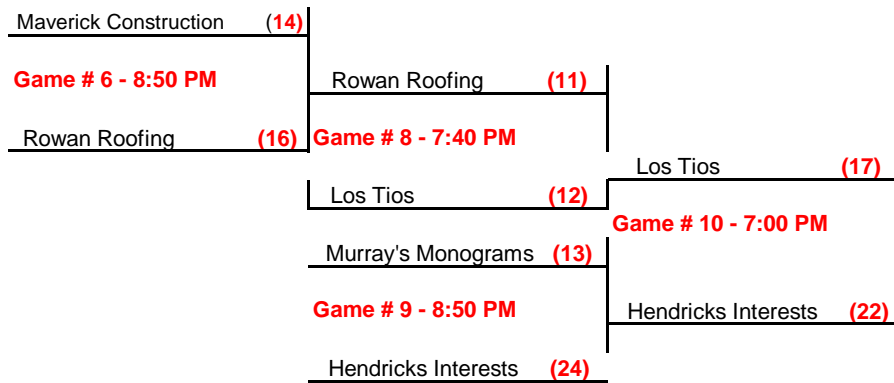 Maverick Construction (14)
Game # 6 - 8:50 PM
Rowan Roofing (11)
Rowan Roofing (16)
Game # 8 - 7:40 PM
Los Tios (17)
Los Tios (12)
Game # 10 - 7:00 PM
Murray's Monograms (13)
Game # 9 - 8:50 PM
Hendricks Interests (22)
Hendricks Interests (24)